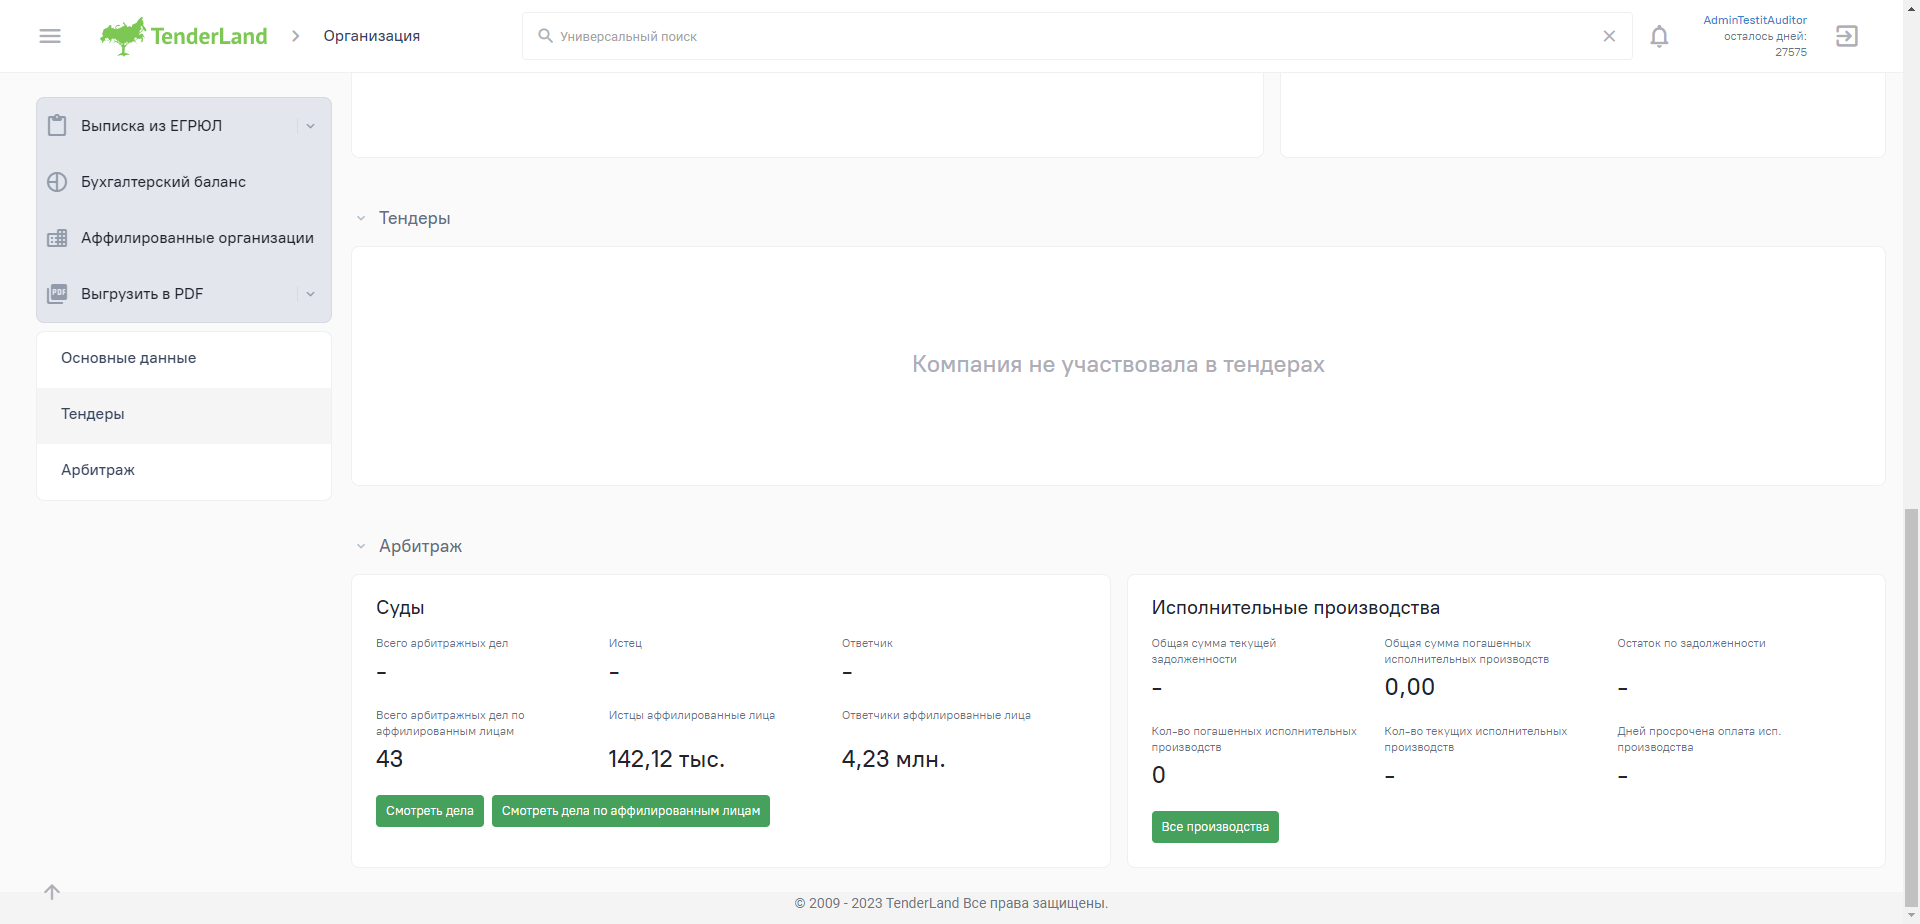 TenderLand
Организация
Универсальный поиск
AdminTestitAuditor
осталось дней:
27575
Выписка из ЕГРЮЛ
Бухгалтерский баланс
Аффилированные организации
PDF
Выгрузить в PDF
Основные данные
Тендеры
Арбитраж
Тендеры
Компания не участвовала в тендерах
Арбитраж
Суды
Всего арбитражных дел
-
Истец
-
Ответчик
-
Всего арбитражных дел по
аффилированным лицам
43
Истцы аффилированные лица
142,12 тыс.
Ответчики аффилированные лица
4,23 млн.
Смотреть дела
Смотреть дела по аффилированным лицам
Исполнительные производства
Общая сумма текущей
задолженности
-
Общая сумма погашенных
исполнительных производств
0,00
Остаток по задолженности
-
Кол-во погашенных исполнительных
производств
0
Кол-во текущих исполнительных
производств
-
Дней просрочена оплата исп.
производства
-
Все производства
© 2009 - 2023 TenderLand Все права защищены.